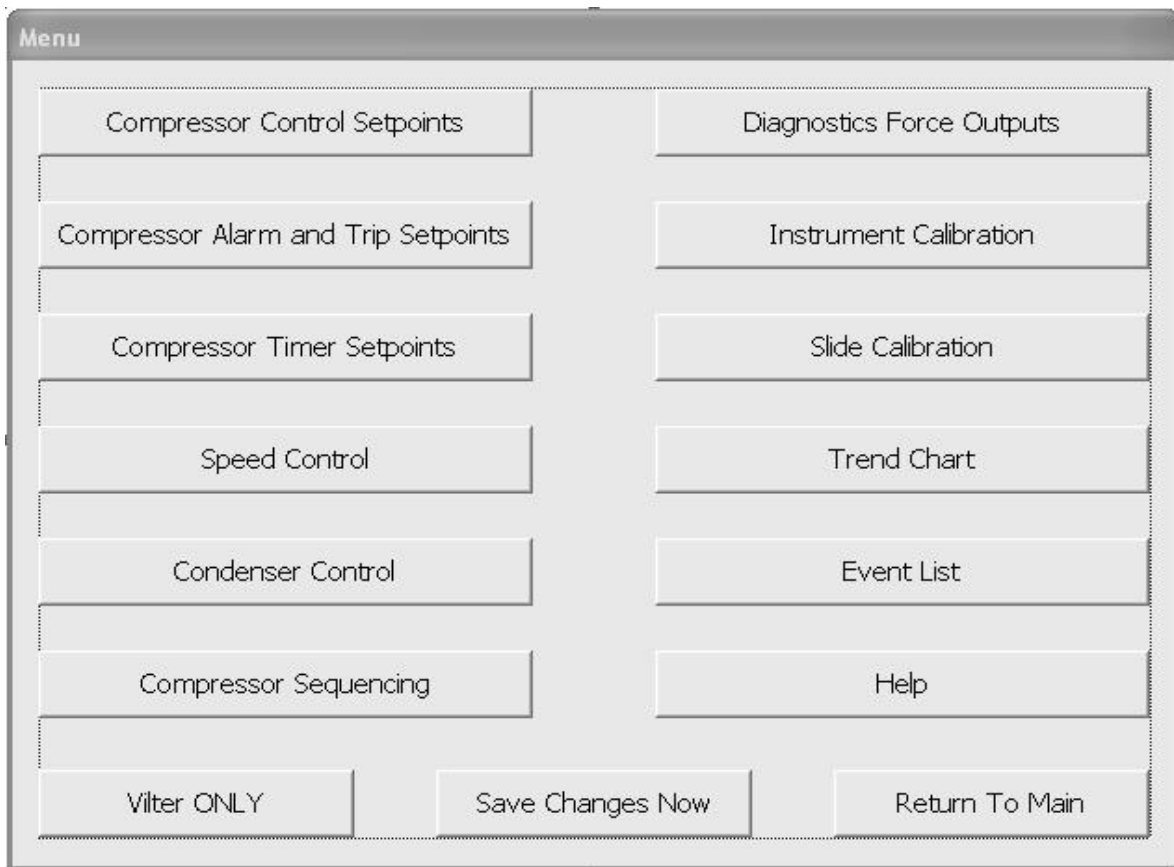 Menu
Compressor Control Setpoints
Diagnostics Force Outputs
Compressor Alarm and Trip Setpoints
Instrument Calibration
Compressor Timer Setpoints
Slide Calibration
Speed Control
Trend Chart
Condenser Control
Event List
Compressor Sequencing
Help
Vilter ONLY
Save Changes Now
Return To Main